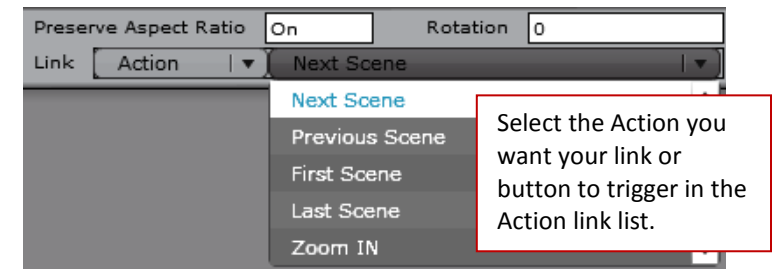 Preserve Aspect Ratio On Rotation 0
Link Action Next Scene
Next Scene
Previous Scene
First Scene
Last Scene
Zoom IN
Select the Action you
want your link or
button to trigger in the
Action link list.